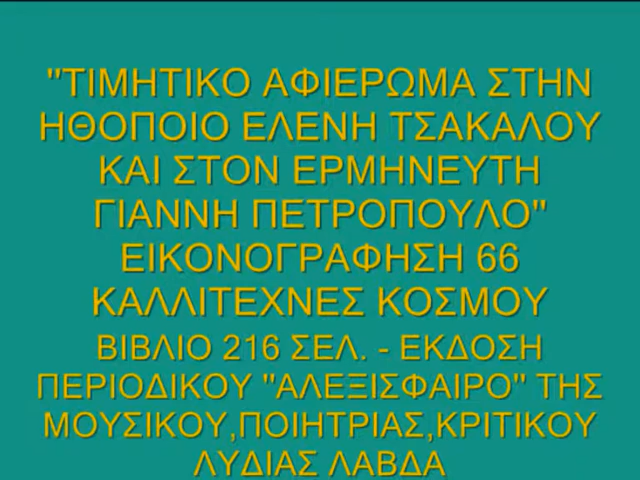 "ΤΙΜΗΤΙΚΟ ΑΦΙΕΡΩΜΑ ΣΤΗΝ
ΗΘΟΠΟΙΟ ΕΛΕΝΗ ΤΣΑΚΑΛΟΥ
ΚΑΙ ΣΤΟΝ ΕΡΜΗΝΕΥΤΗ
ΓΙΑΝΝΗ ΠΕΤΡΟΠΟΥΛΟ"
ΕΙΚΟΝΟΓΡΑΦΗΣΗ 66
ΚΑΛΛΙΤΕΧΝΕΣ ΚΟΣΜΟΥ
ΒΙΒΛΙΟ 216 ΣΕΛ. - ΕΚΔΟΣΗ
ΠΕΡΙΟΔΙΚΟΥ "ΑΛΕΞΙΣΦΑΙΡΟ" ΤΗΣ
ΜΟΥΣΙΚΟΥ,ΠΟΙΗΤΡΙΑΣ,ΚΡΙΤΙΚΟΥ
ΛΥΔΙΑΣ ΛΑΒΔΑ